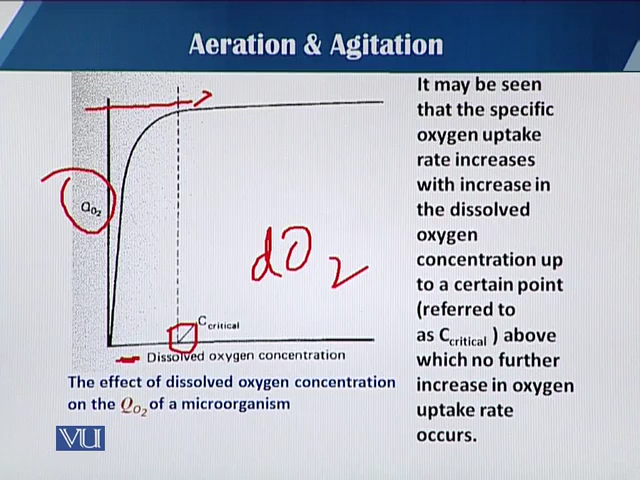 Aeration & Agitation
It may be seen
that the specific
oxygen uptake
rate increases
with increase in
the dissolved
oxygen
concentration up
to a certain point
(referred to
as Ccritical ) above
which no further
increase in oxygen
uptake rate
occurs.
QO2
dO2
Ccritical
Dissolved oxygen concentration
The effect of dissolved oxygen concentration
on the QO2 of a microorganism
VU